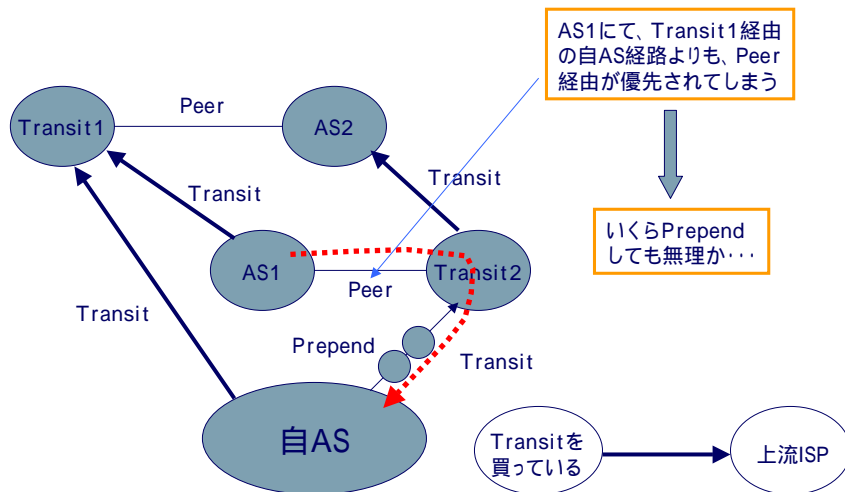 AS1にて、Transit1経由
の自AS経路よりも、Peer
経由が優先されてしまう
Peer
Transit1
AS2
Transit
Transit
いくらPrepend
しても無理か･･･
AS1
Transit2
Peer
Transit
Prepend
Transit
自AS
Transitを
買っている
上流ISP